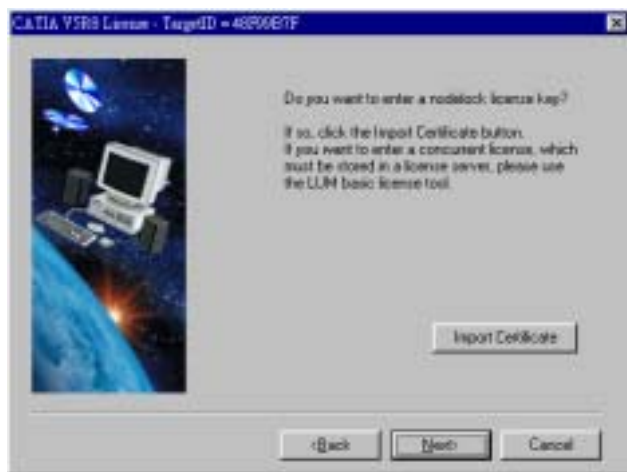 CATIA V5R8 License - TargetID = 48F99B7F
Do you want to enter a nodelock license key?
If so, click the Import Certificate button.
If you want to enter a concurrent license, which
must be stored in a license server, please use
the LUM basic license tool.
Import Certificate
<Back
Next>
Cancel